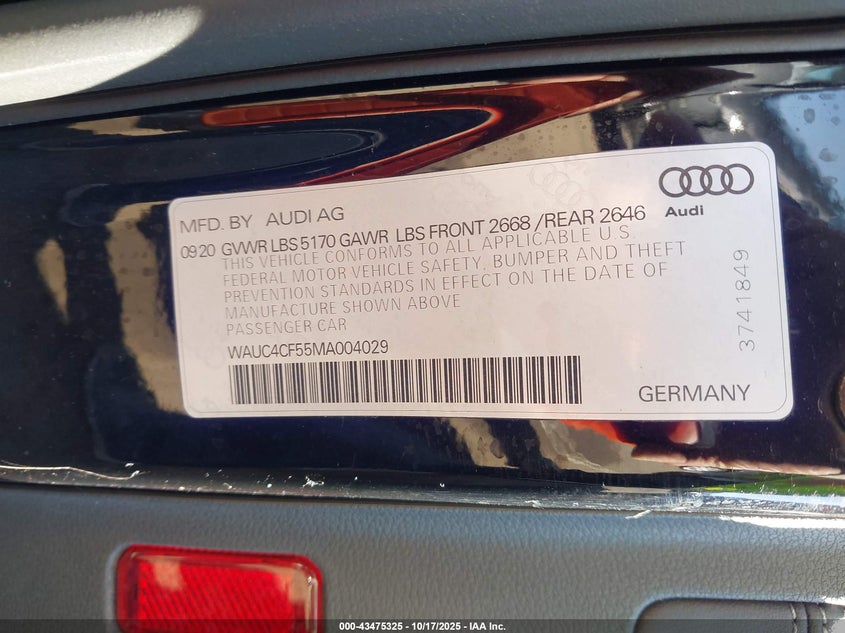 MFD. BY AUDI AG
Audi
09 20 GVWR LBS 5170 GAWR LBS FRONT 2668 / REAR 2646
THIS VEHICLE CONFORMS TO ALL APPLICABLE U.S.
FEDERAL MOTOR VEHICLE SAFETY, BUMPER AND THEFT
PREVENTION STANDARDS IN EFFECT ON THE DATE OF
MANUFACTURE SHOWN ABOVE
PASSENGER CAR
WAUC4CF55MA004029
GERMANY
3741849
000-43475325 | 10/17/2025 - IAA Inc.